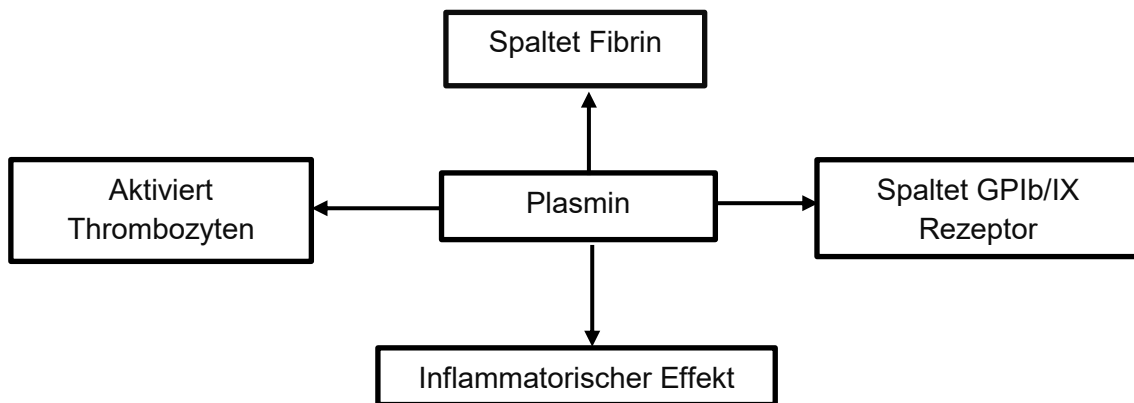 Spaltet Fibrin
Aktiviert
Thrombozyten
Plasmin
Spaltet GPIb/IX
Rezeptor
Inflammatorischer Effekt